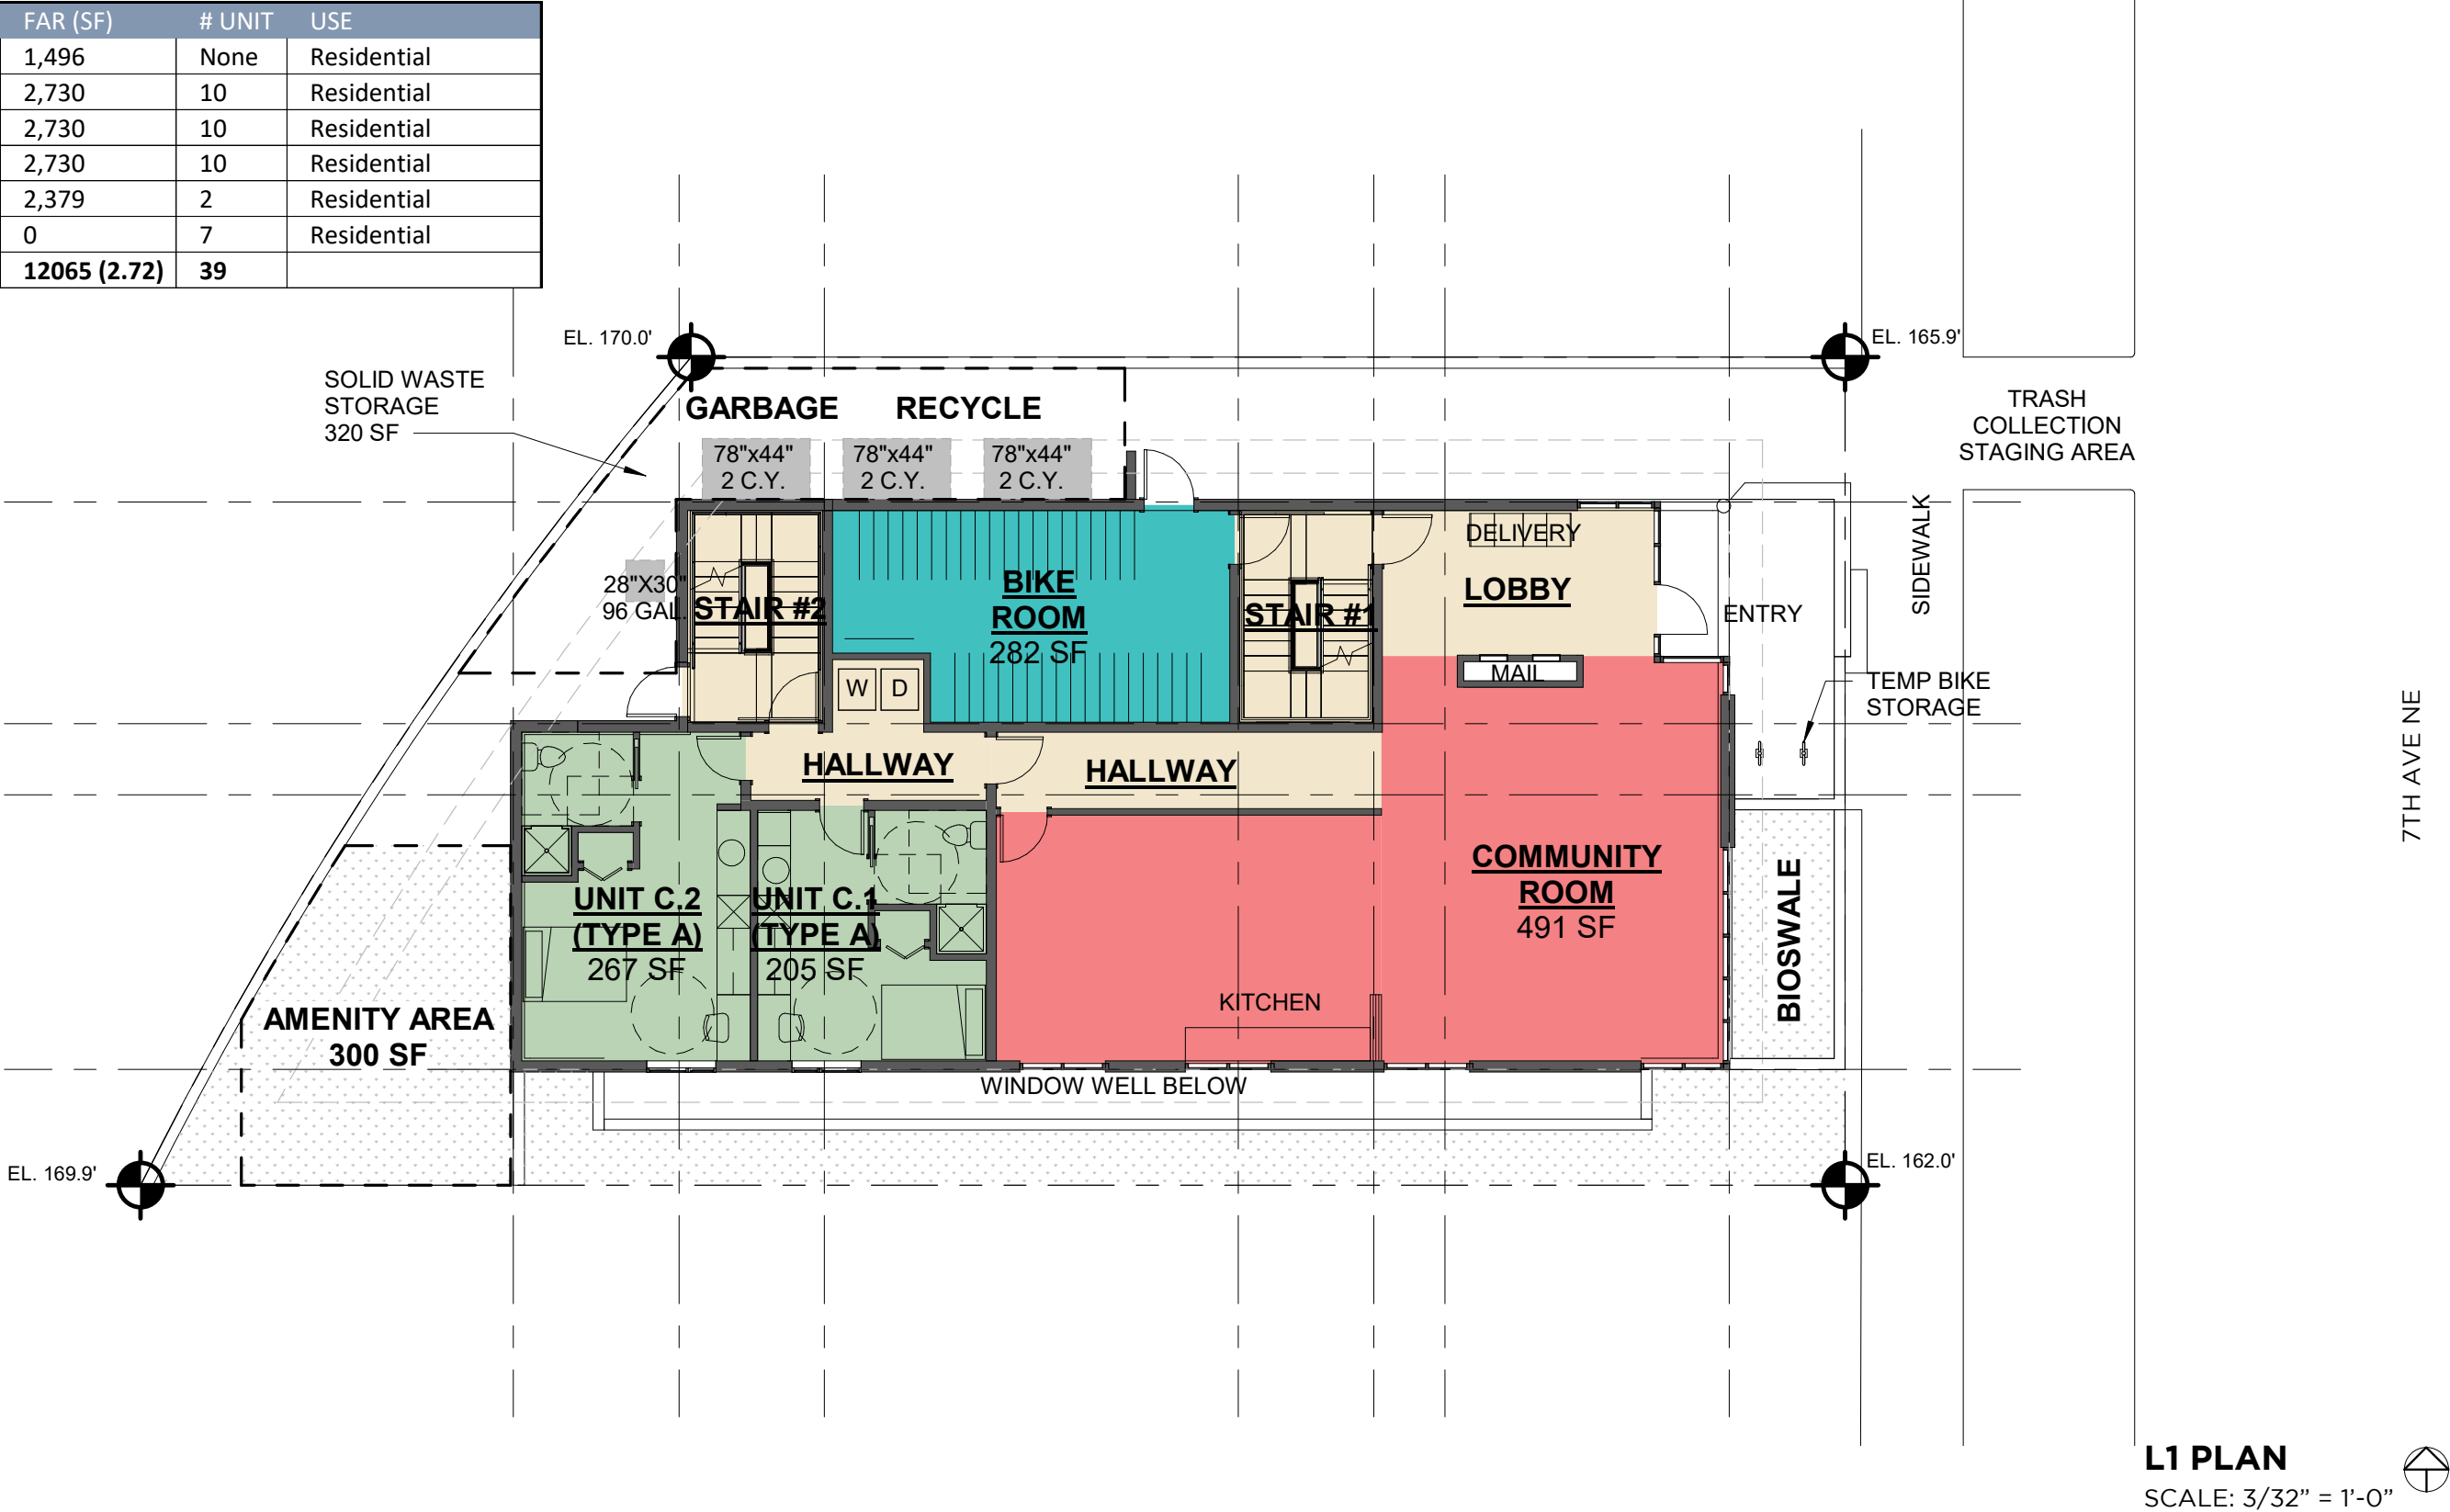 FAR (SF) # UNIT USE
1,496 None Residential
2,730 10 Residential
2,730 10 Residential
2,730 10 Residential
2,379 2 Residential
0 7 Residential
12065 (2.72) 39
EL. 170.0'
EL. 165.9'
SOLID WASTE
STORAGE
320 SF
GARBAGE
RECYCLE
TRASH
COLLECTION
STAGING AREA
78"x44"
2 C.Y.
78"x44"
2 C.Y.
78"x44"
2 C.Y.
28"X30"
96 GAL.
STAIR #2
BIKE
ROOM
282 SF
STAIR #1
DELIVERY
LOBBY
ENTRY
SIDEWALK
MAIL
TEMP BIKE
STORAGE
W D
HALLWAY
HALLWAY
7TH AVE NE
UNIT C.2
(TYPE A)
267 SF
UNIT C.1
(TYPE A)
205 SF
COMMUNITY
ROOM
491 SF
BIOSWALE
KITCHEN
AMENITY AREA
300 SF
WINDOW WELL BELOW
EL. 169.9'
EL. 162.0'
L1 PLAN
SCALE: 3/32” = 1’-0”